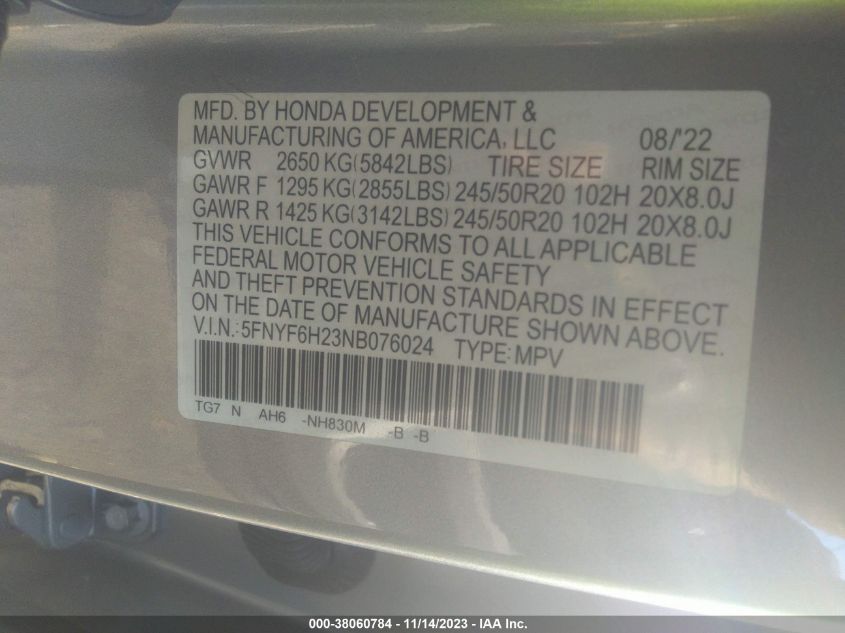 MFD. BY HONDA DEVELOPMENT &
MANUFACTURING OF AMERICA, LLC 08/'22
GVWR 2650 KG(5842LBS) TIRE SIZE RIM SIZE
GAWR F 1295 KG(2855LBS) 245/50R20 102H 20X8.0J
GAWR R 1425 KG(3142LBS) 245/50R20 102H 20X8.0J
THIS VEHICLE CONFORMS TO ALL APPLICABLE
FEDERAL MOTOR VEHICLE SAFETY
AND THEFT PREVENTION STANDARDS IN EFFECT
ON THE DATE OF MANUFACTURE SHOWN ABOVE.
V.I.N.: 5FNYF6H23NB076024 TYPE: MPV
TG7 N AH6 -NH830M -B -B
000-38060784 - 11/14/2023 - IAA Inc.